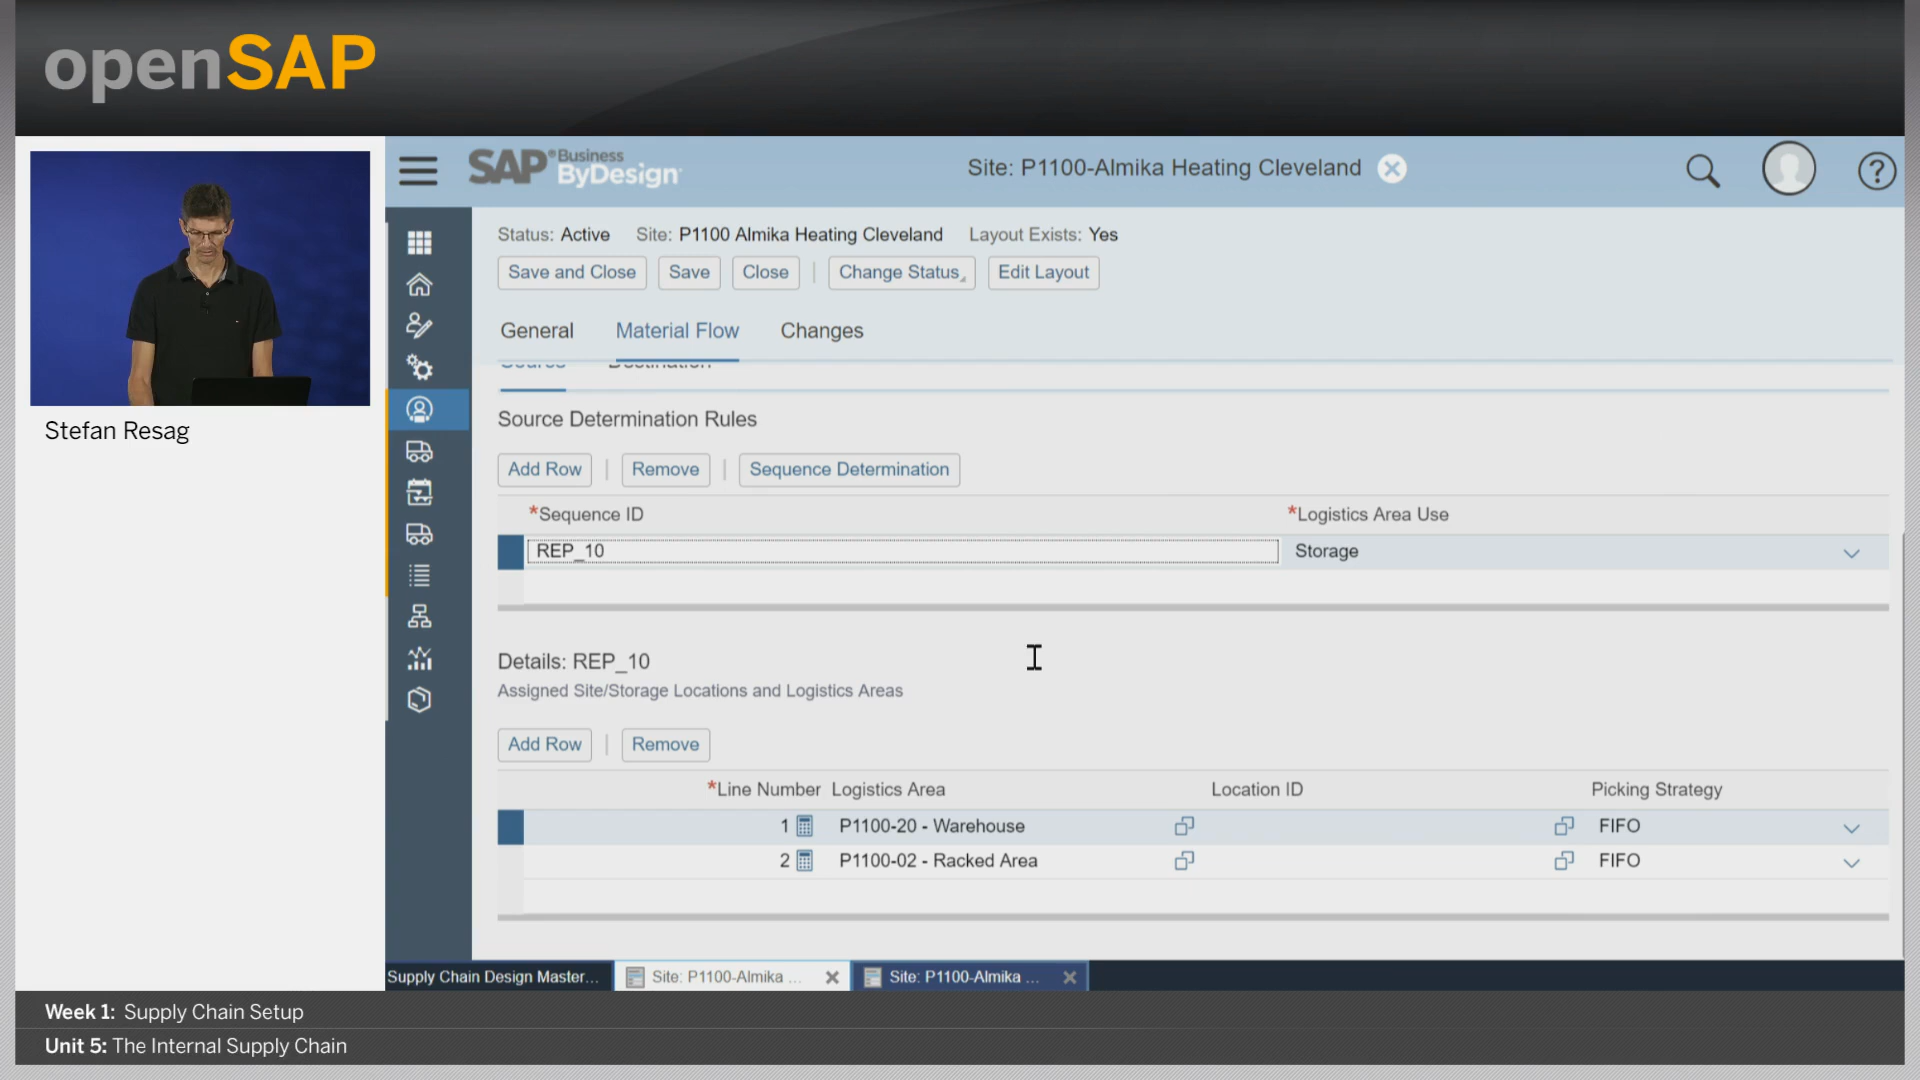 openSAP
SAP® Business ByDesign
Site: P1100-Almika Heating Cleveland
Stefan Resag
Status: Active Site: P1100 Almika Heating Cleveland Layout Exists: Yes
Save and Close Save Close | Change Status Edit Layout
General Material Flow Changes
Source Destination
Source Determination Rules
Add Row | Remove | Sequence Determination
*Sequence ID *Logistics Area Use
REP_10 Storage
Details: REP_10
Assigned Site/Storage Locations and Logistics Areas
Add Row | Remove
*Line Number Logistics Area Location ID Picking Strategy
1 P1100-20 - Warehouse FIFO
2 P1100-02 - Racked Area FIFO
Supply Chain Design Master... Site: P1100-Almika ... Site: P1100-Almika ...
Week 1: Supply Chain Setup
Unit 5: The Internal Supply Chain